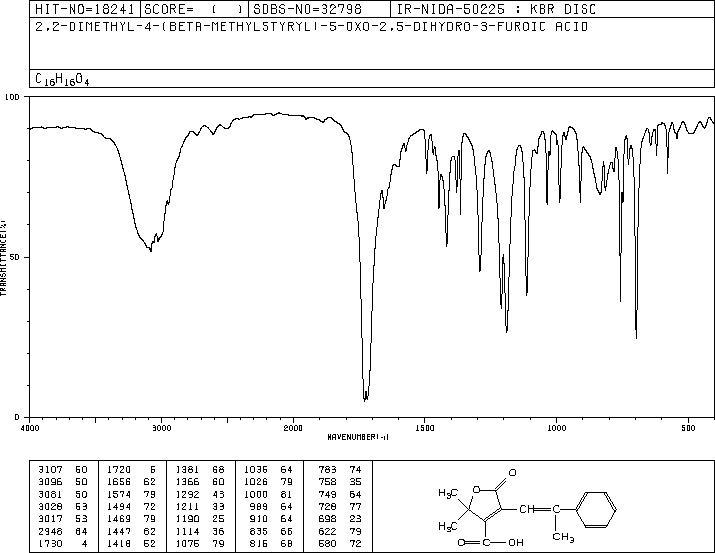 HIT-NO=18241 SCORE= ( ) SDBS-NO=32798 IR-NIDA-50225 : KBR DISC
2,2-DIMETHYL-4-(BETA-METHYLSTYRYL)-5-OXO-2,5-DIHYDRO-3-FUROIC ACID
C16H16O4
100
50
0
TRANSMITTANCE(%)
4000 3000 2000 1500 1000 500
WAVENUMBER(-1)
3107 60 1720 6 1381 68 1036 64 783 74
3096 50 1656 62 1366 60 1026 79 758 35
3081 50 1574 79 1292 43 1000 81 749 64
3028 53 1494 72 1211 33 989 64 728 77
3017 53 1469 79 1190 25 910 64 698 23
2946 64 1447 62 1114 36 835 66 622 79
1730 4 1418 52 1075 79 816 68 580 72
O
O
H3C
H3C
CH
CH3
O C OH